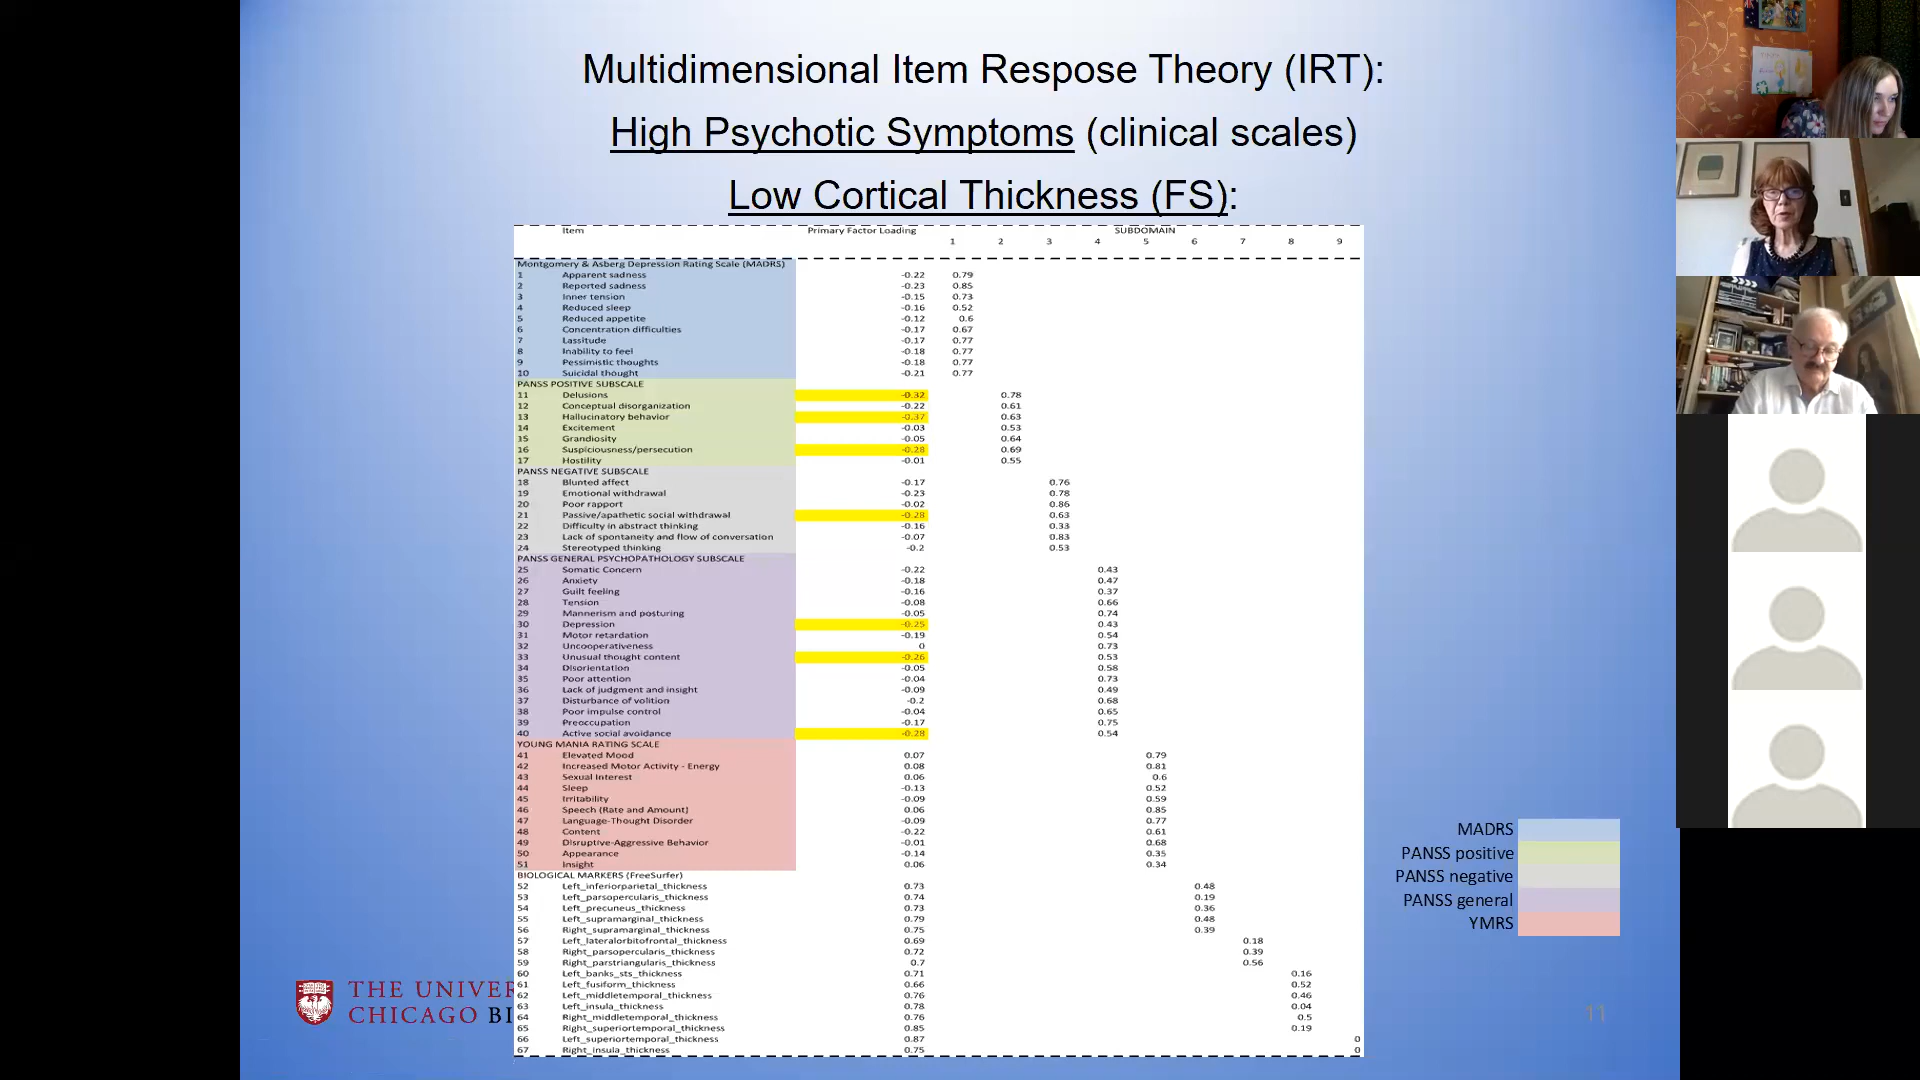 Multidimensional Item Respose Theory (IRT):
High Psychotic Symptoms (clinical scales)
Low Cortical Thickness (FS):
Item Primary Factor Loading SUBDOMAIN
1 2 3 4 5 6 7 8 9
Montgomery & Asberg Depression Rating Scale (MADRS)
1 Apparent sadness -0.22 0.79
2 Reported sadness -0.23 0.85
3 Inner tension -0.15 0.73
4 Reduced sleep -0.16 0.52
5 Reduced appetite -0.12 0.6
6 Concentration difficulties -0.17 0.67
7 Lassitude -0.17 0.77
8 Inability to feel -0.18 0.77
9 Pessimistic thoughts -0.18 0.77
10 Suicidal thought -0.21 0.77
PANSS POSITIVE SUBSCALE
11 Delusions -0.32 0.78
12 Conceptual disorganization -0.22 0.61
13 Hallucinatory behavior -0.37 0.63
14 Excitement -0.03 0.53
15 Grandiosity -0.05 0.64
16 Suspiciousness/persecution -0.28 0.69
17 Hostility -0.01 0.55
PANSS NEGATIVE SUBSCALE
18 Blunted affect -0.17 0.76
19 Emotional withdrawal -0.23 0.78
20 Poor rapport -0.02 0.86
21 Passive/apathetic social withdrawal -0.28 0.63
22 Difficulty in abstract thinking -0.16 0.33
23 Lack of spontaneity and flow of conversation -0.07 0.83
24 Stereotyped thinking -0.2 0.53
PANSS GENERAL PSYCHOPATHOLOGY SUBSCALE
25 Somatic Concern -0.22 0.43
26 Anxiety -0.18 0.47
27 Guilt feeling -0.16 0.37
28 Tension -0.08 0.66
29 Mannerism and posturing -0.05 0.74
30 Depression -0.25 0.43
31 Motor retardation -0.19 0.54
32 Uncooperativeness 0 0.73
33 Unusual thought content -0.26 0.53
34 Disorientation -0.05 0.58
35 Poor attention -0.04 0.73
36 Lack of judgment and insight -0.09 0.49
37 Disturbance of volition -0.2 0.68
38 Poor impulse control -0.04 0.65
39 Preoccupation -0.17 0.75
40 Active social avoidance -0.28 0.54
YOUNG MANIA RATING SCALE
41 Elevated Mood 0.07 0.79
42 Increased Motor Activity - Energy 0.08 0.81
43 Sexual Interest 0.06 0.6
44 Sleep -0.13 0.52
45 Irritability -0.09 0.59
46 Speech (Rate and Amount) 0.06 0.85
47 Language-Thought Disorder -0.09 0.77
48 Content -0.22 0.61
49 Disruptive-Aggressive Behavior -0.01 0.68
50 Appearance -0.14 0.35
51 Insight 0.06 0.34
BIOLOGICAL MARKERS (FreeSurfer)
52 Left_inferiorparietal_thickness 0.73 0.48
53 Left_parsopercularis_thickness 0.74 0.19
54 Left_precuneus_thickness 0.73 0.36
55 Left_supramarginal_thickness 0.79 0.48
56 Right_supramarginal_thickness 0.75 0.39
57 Left_lateralorbitofrontal_thickness 0.69 0.18
58 Right_parsopercularis_thickness 0.72 0.39
59 Right_parstriangularis_thickness 0.7 0.56
60 Left_banks_sts_thickness 0.71 0.16
61 Left_fusiform_thickness 0.66 0.52
62 Left_middletemporal_thickness 0.76 0.46
63 Left_insula_thickness 0.78 0.04
64 Right_middletemporal_thickness 0.76 0.5
65 Right_superiortemporal_thickness 0.85 0.19
66 Left_superiortemporal_thickness 0.87 0
67 Right_insula_thickness 0.75 0
MADRS
PANSS positive
PANSS negative
PANSS general
YMRS
THE UNIVER
CHICAGO BI
11